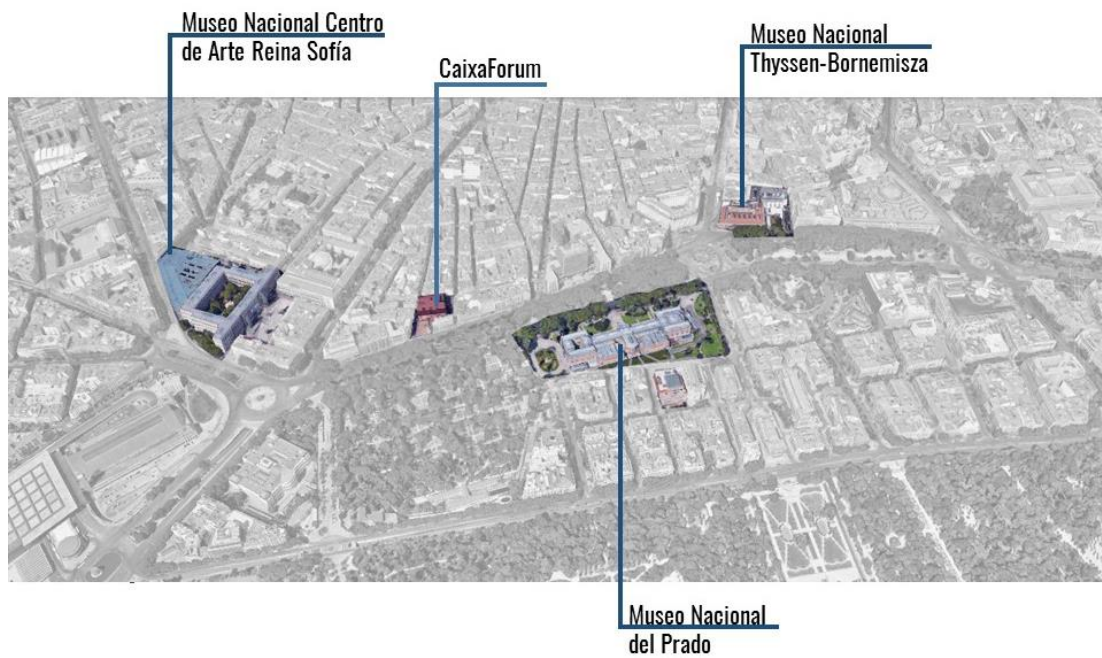 Museo Nacional Centro
de Arte Reina Sofía
CaixaForum
Museo Nacional
Thyssen-Bornemisza
Museo Nacional
del Prado